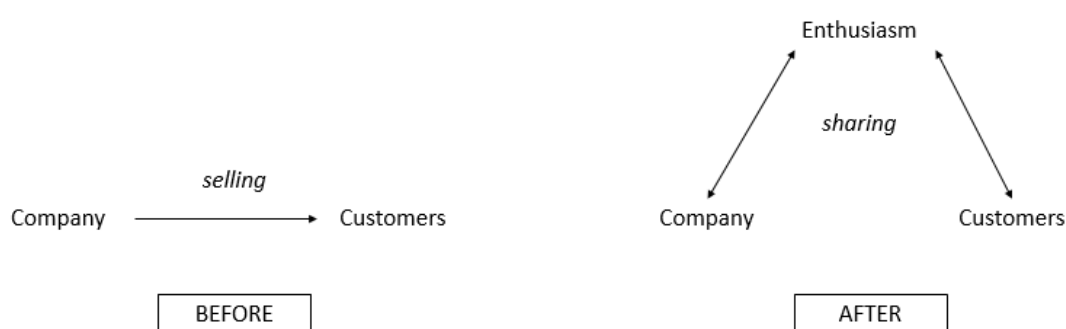 selling
Company
Customers
BEFORE
Enthusiasm
sharing
Company
Customers
AFTER